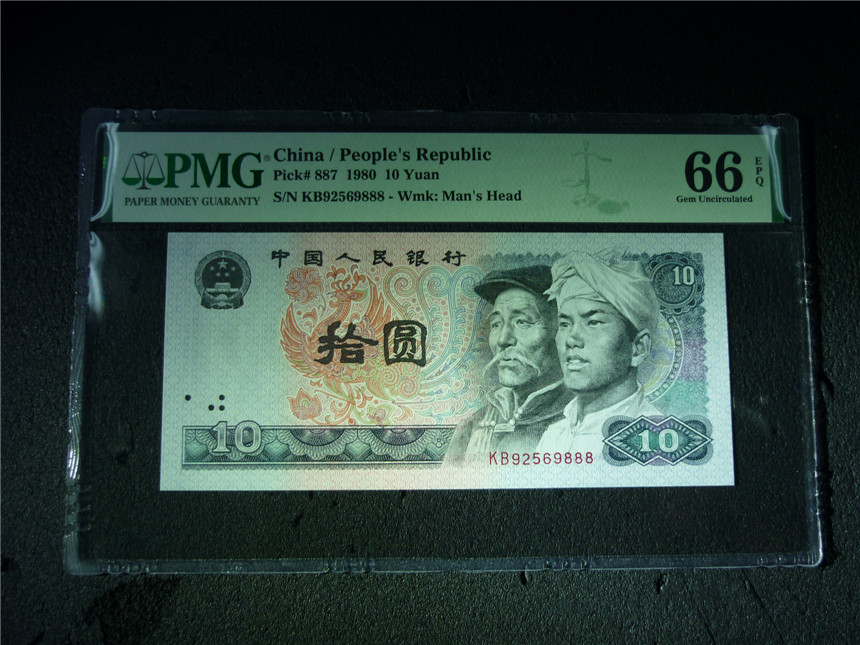 PMG®
PAPER MONEY GUARANTY
China / People's Republic
Pick# 887 1980 10 Yuan
S/N KB92569888 - Wmk: Man's Head
66
EPQ
Gem Uncirculated
中国人民银行
10
拾圆
10
KB92569888
10